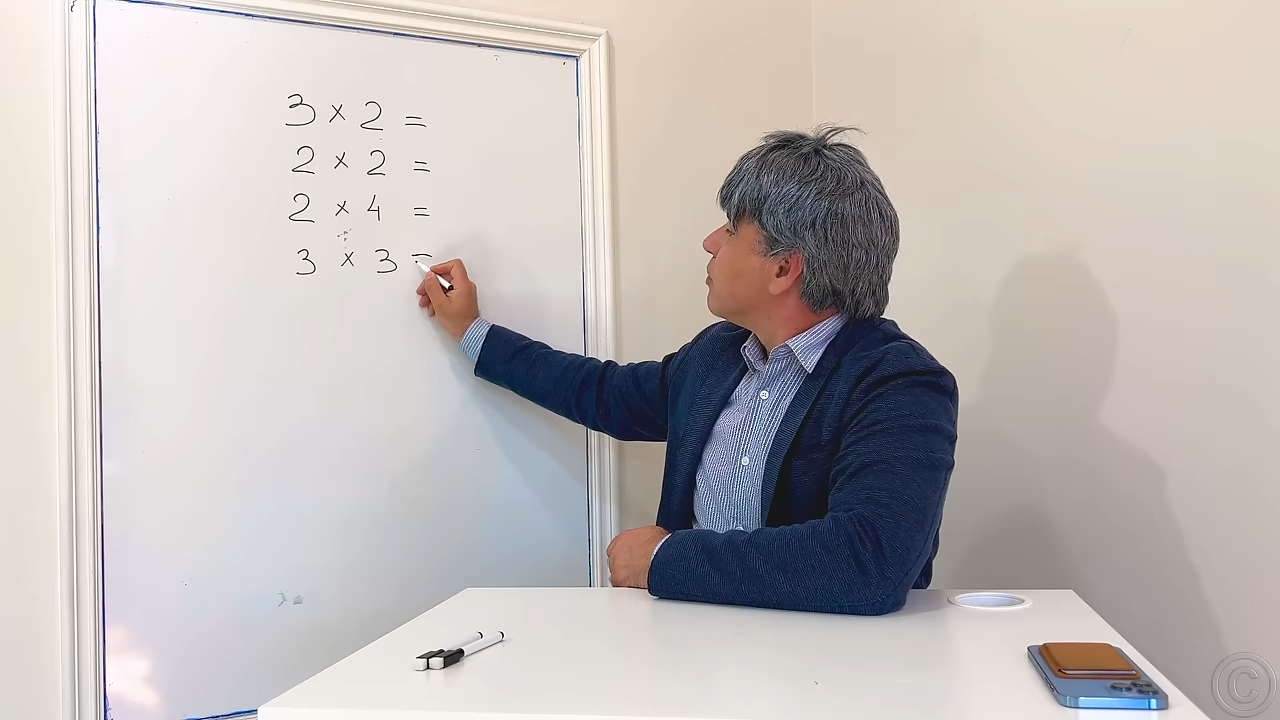 3 × 2 =
2 × 2 =
2 × 4 =
3 × 3 =
©